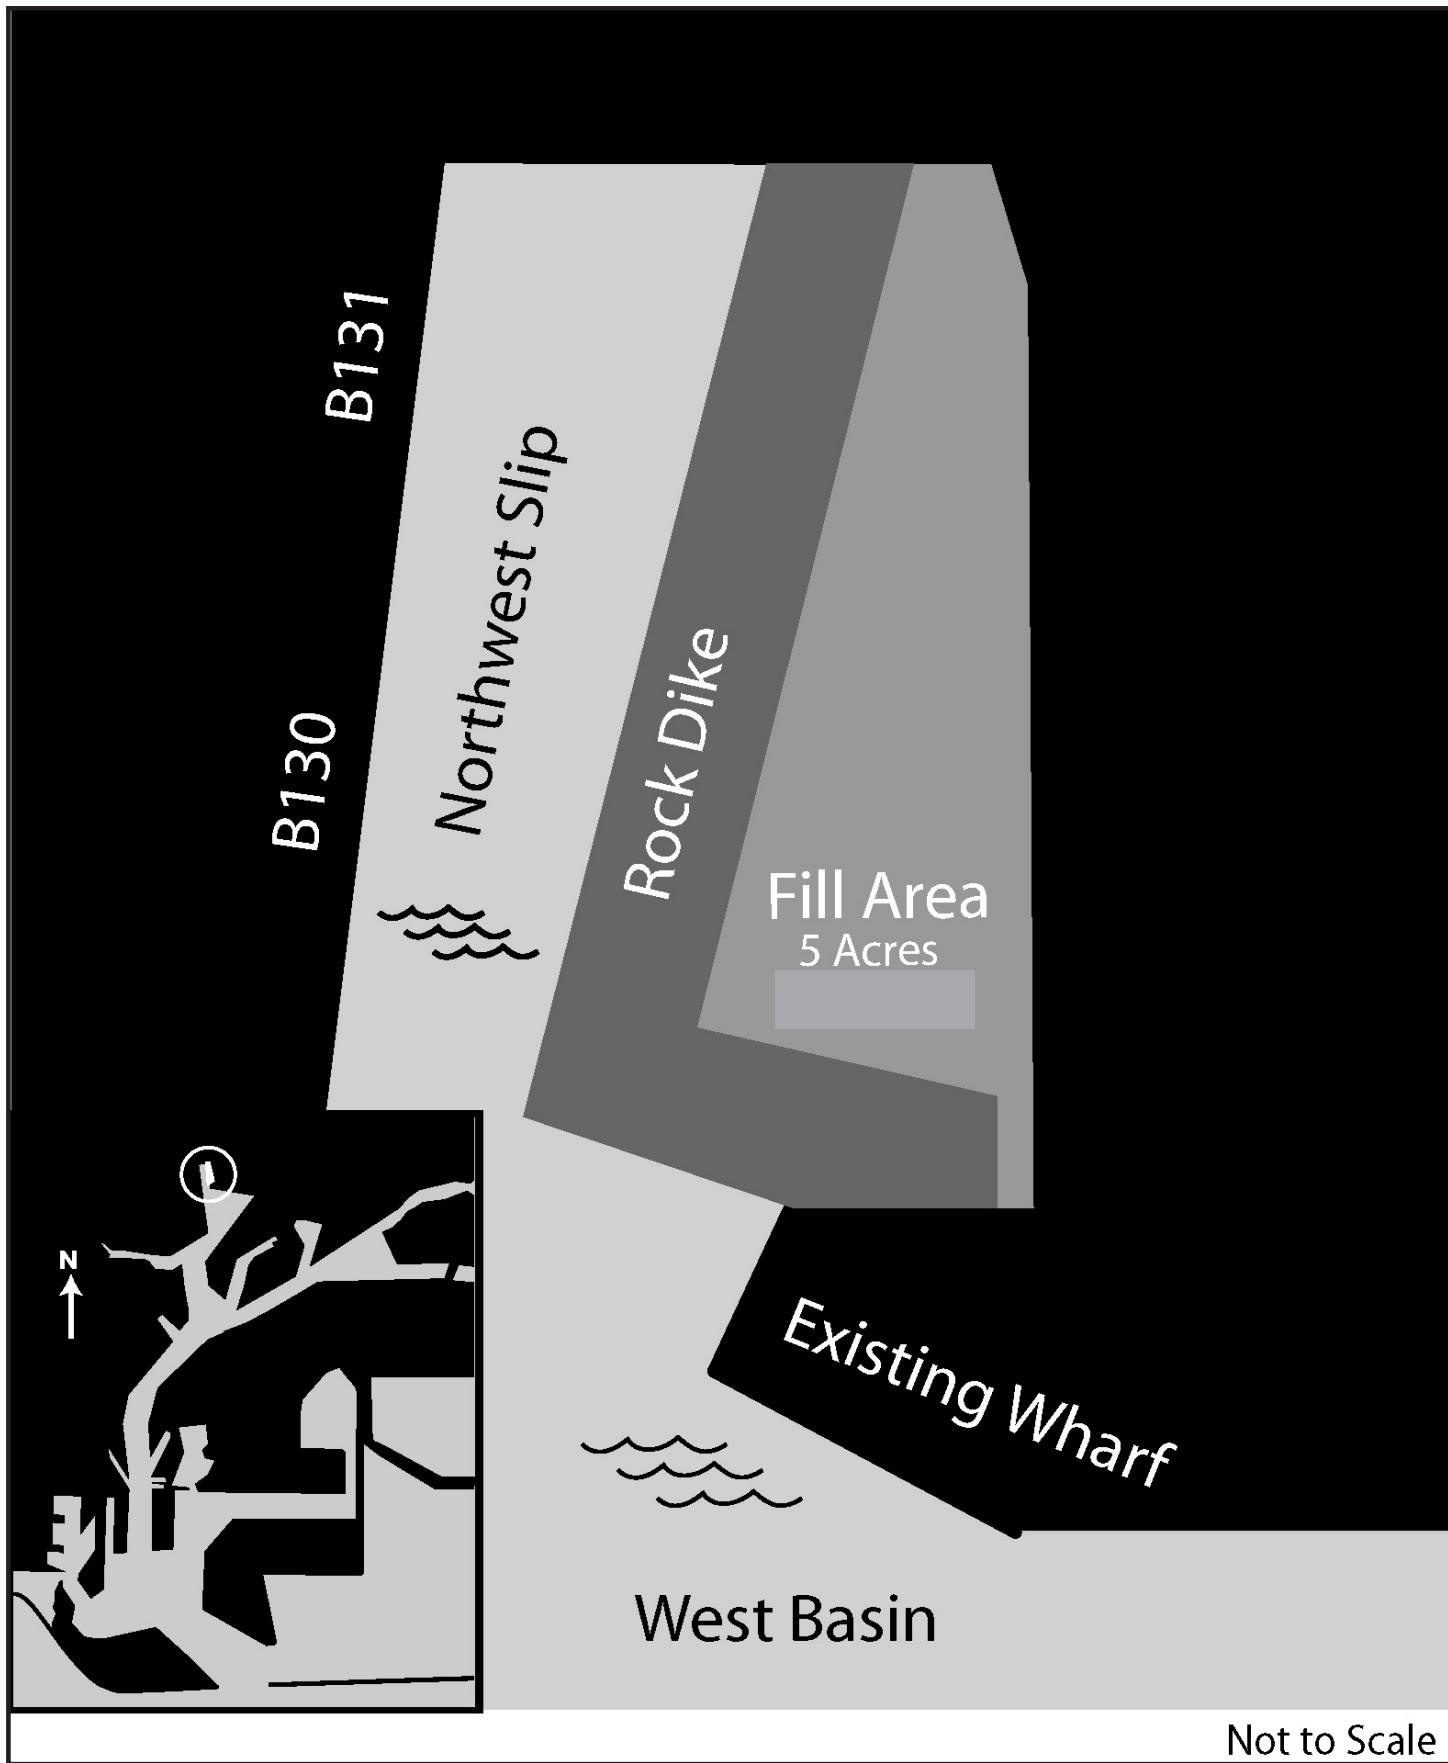 B131
Northwest Slip
B130
Rock Dike
Fill Area
5 Acres
N
Existing Wharf
West Basin
Not to Scale